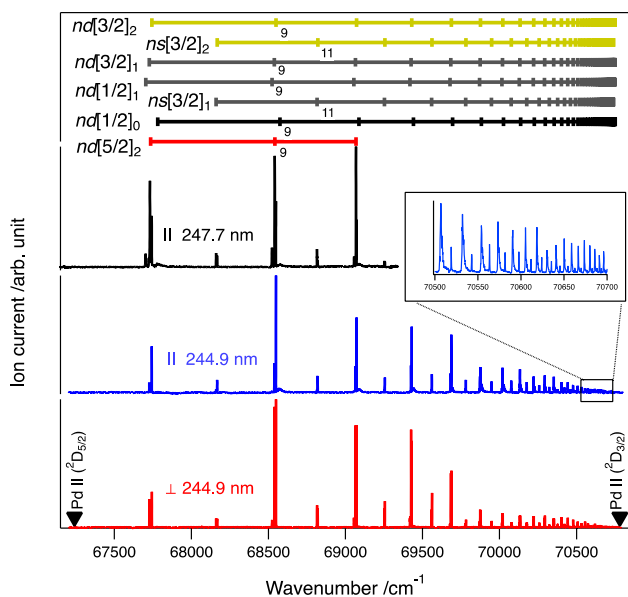 nd[3/2]₂
9
ns[3/2]₂
11
nd[3/2]₁
9
nd[1/2]₁
9
ns[3/2]₁
11
nd[1/2]₀
9
nd[5/2]₂
9
Ion current /arb. unit
|| 247.7 nm
70500 70550 70600 70650 70700
|| 244.9 nm
⊥ 244.9 nm
Pd II (²D₅/₂)
Pd II (²D₃/₂)
67500 68000 68500 69000 69500 70000 70500
Wavenumber /cm⁻¹